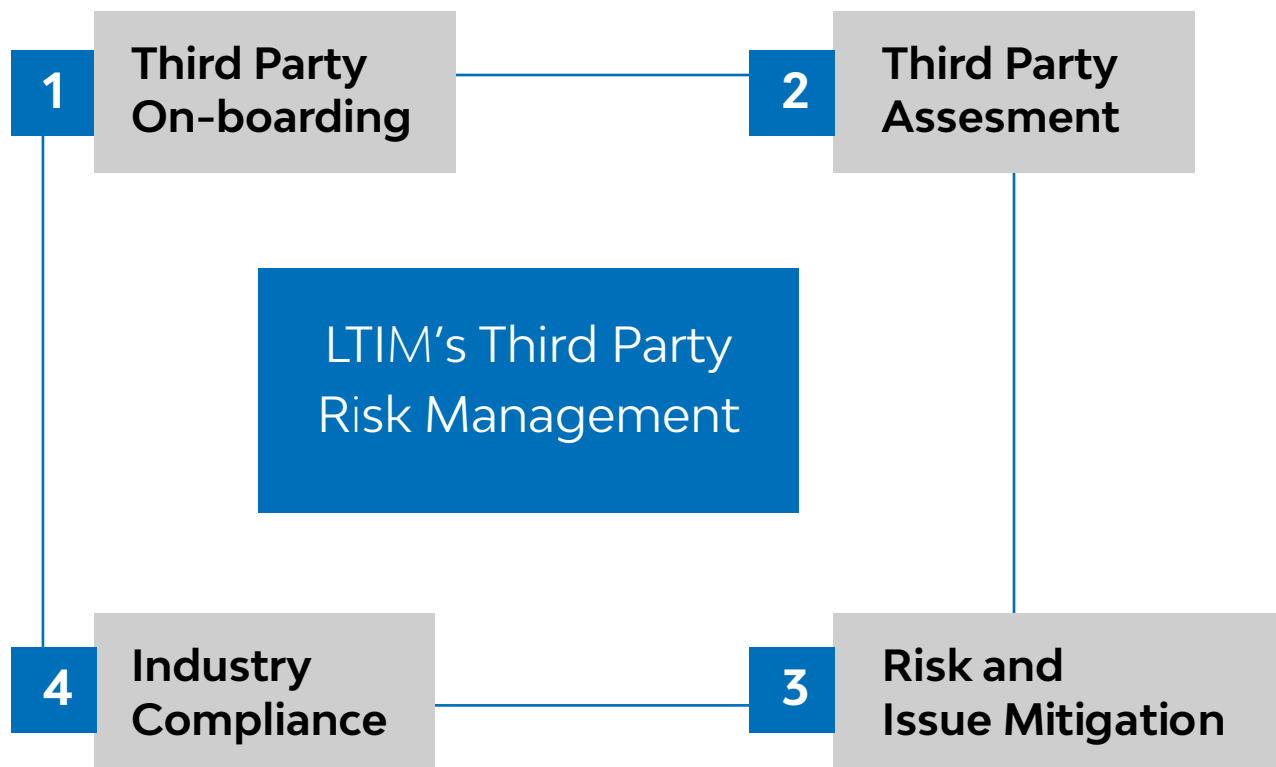 1
Third Party
On-boarding
2
Third Party
Assesment
LTIM's Third Party
Risk Management
4
Industry
Compliance
3
Risk and
Issue Mitigation